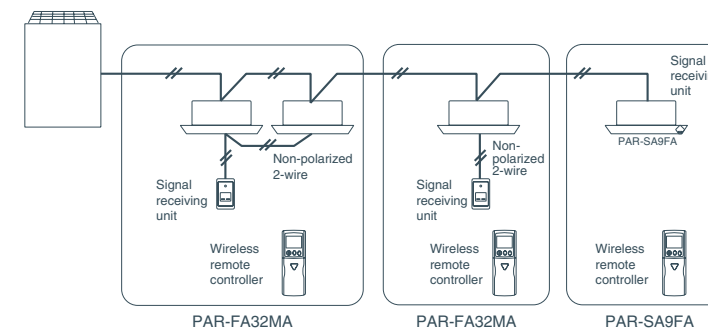 Signal
unit
PAR-SA9FA
Non-polarized
2-wire
Signal
receiving
unit
Wireless
remote
controller
PAR-FA32MA
Non-
polarized
2-wire
Signal
receiving
unit
Wireless
remote
controller
PAR-FA32MA
Wireless
remote
controller
PAR-SA9FA